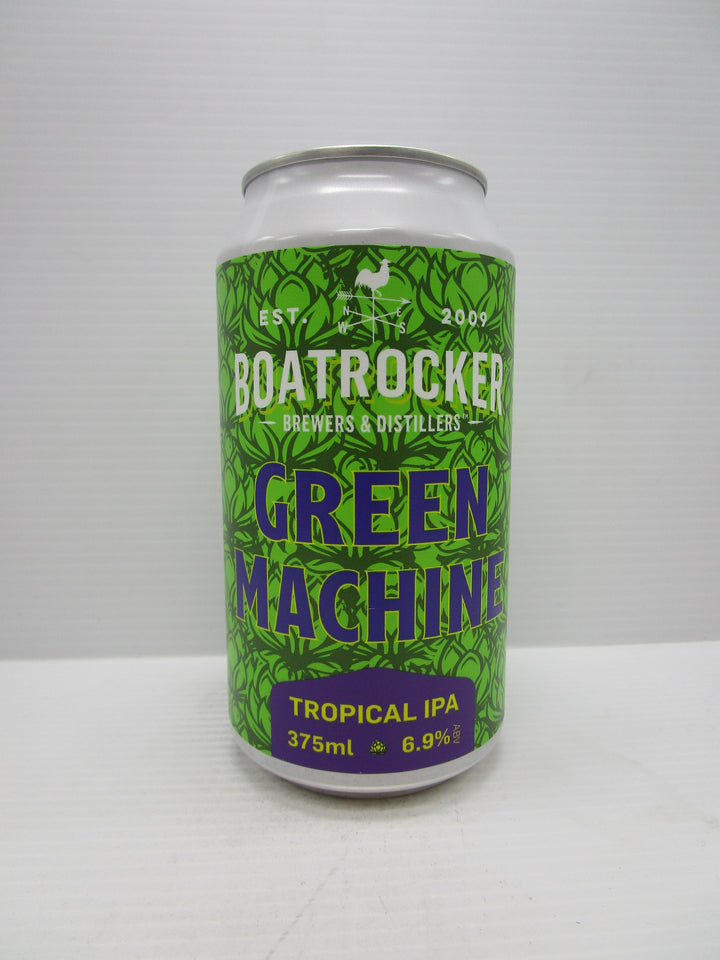 EST. 2009
N E
W S
BOATROCKER
BREWERS & DISTILLERS™
GREEN
MACHINE
TROPICAL IPA
375ml 6.9% ABV